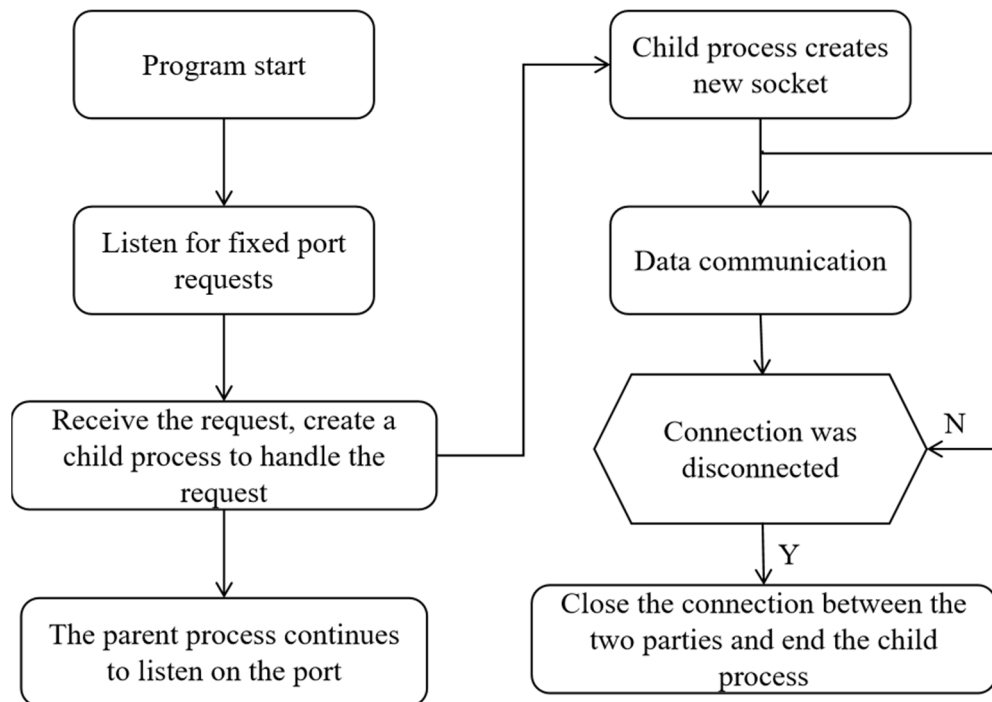 Program start
Listen for fixed port
requests
Receive the request, create a
child process to handle the
request
The parent process continues
to listen on the port
Child process creates
new socket
Data communication
Connection was
disconnected
N
Y
Close the connection between the
two parties and end the child
process